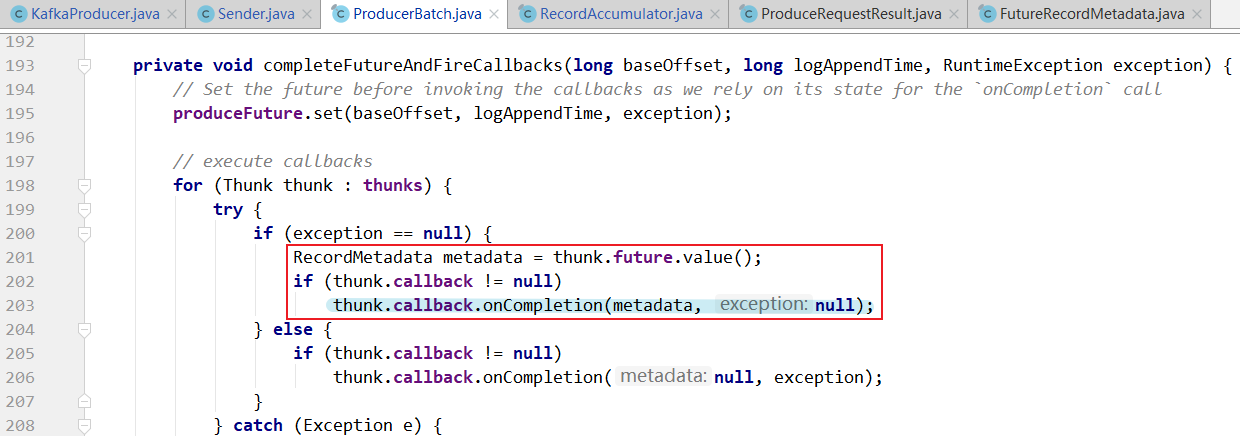 KafkaProducer.java Sender.java ProducerBatch.java RecordAccumulator.java ProduceRequestResult.java FutureRecordMetadata.java
192
193 private void completeFutureAndFireCallbacks(long baseOffset, long logAppendTime, RuntimeException exception) {
194 // Set the future before invoking the callbacks as we rely on its state for the `onCompletion` call
195 produceFuture.set(baseOffset, logAppendTime, exception);
196
197 // execute callbacks
198 for (Thunk thunk : thunks) {
199 try {
200 if (exception == null) {
201 RecordMetadata metadata = thunk.future.value();
202 if (thunk.callback != null)
203 thunk.callback.onCompletion(metadata, exception: null);
204 } else {
205 if (thunk.callback != null)
206 thunk.callback.onCompletion( metadata: null, exception);
207 }
208 } catch (Exception e) {